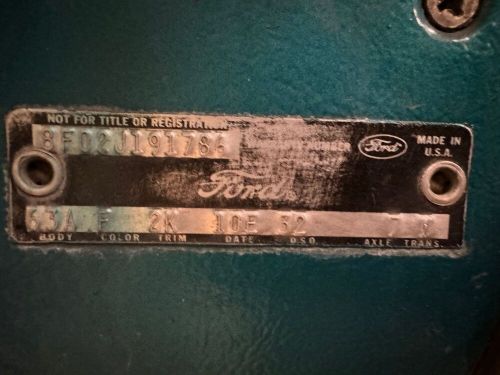 NOT FOR TITLE OR REGISTRATION
8F02J191786
Ford
MADE IN
U.S.A.
Ford
63A F 2K 10E 32 7
BODY COLOR TRIM DATE D.S.O. AXLE TRANS.